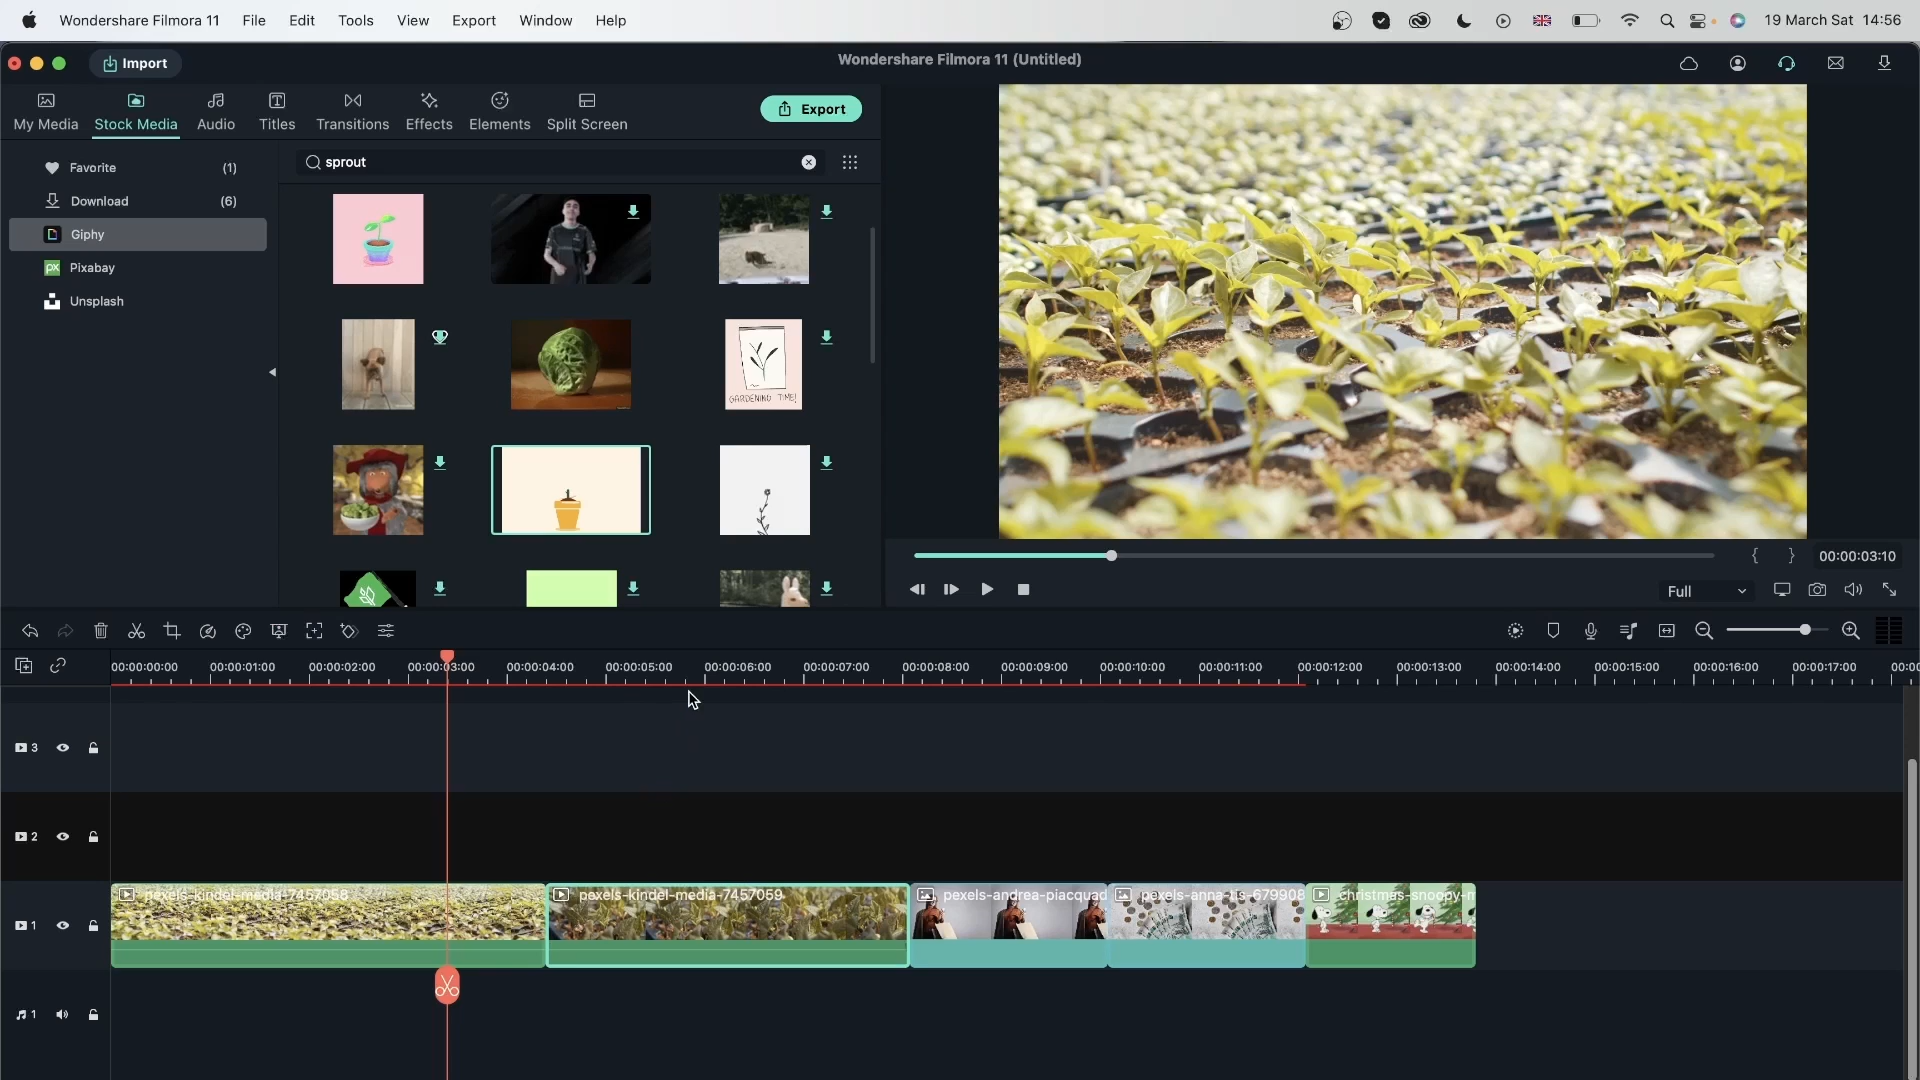 Wondershare Filmora 11 File Edit Tools View Export Window Help 19 March Sat 14:56
Import Wondershare Filmora 11 (Untitled)
My Media Stock Media Audio Titles Transitions Effects Elements Split Screen Export
Favorite (1)
Download (6)
Giphy
Pixabay
Unsplash
sprout
GARDENING TIME!
00:00:03:10
Full
00:00:00:00 00:00:01:00 00:00:02:00 00:00:03:00 00:00:04:00 00:00:05:00 00:00:06:00 00:00:07:00 00:00:08:00 00:00:09:00 00:00:10:00 00:00:11:00 00:00:12:00 00:00:13:00 00:00:14:00 00:00:15:00 00:00:16:00 00:00:17:00 00:00
3
2
1
pexels-kindel-media-7457058 pexels-kindel-media-7457059 pexels-andrea-piacquad pexels-anna-tis-679908 christmas-snoopy-m
1